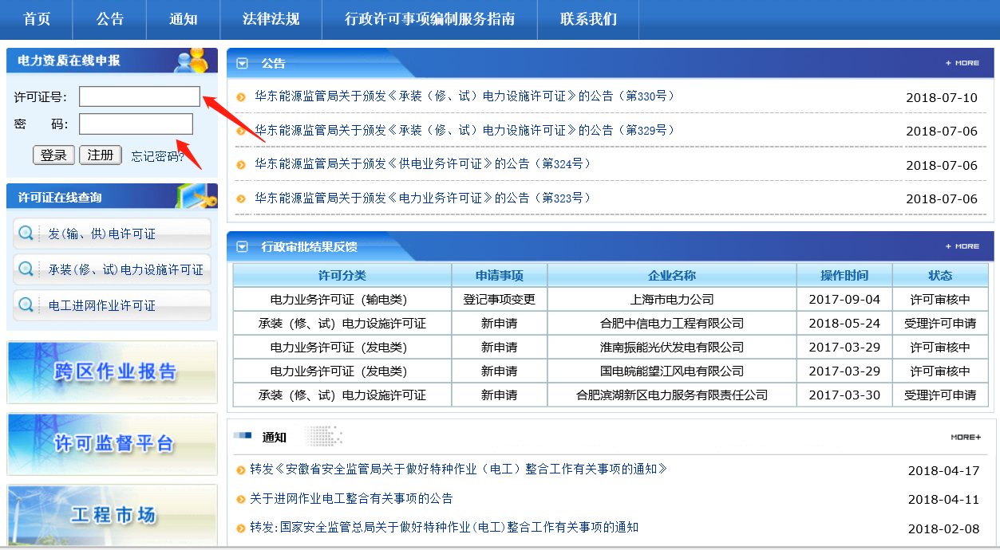 首页 公告 通知 法律法规 行政许可事项编制服务指南 联系我们
电力资质在线申报
许可证号:
密 码:
登录 注册 忘记密码?
许可证在线查询
发(输、供)电许可证
承装(修、试)电力设施许可证
电工进网作业许可证
跨区作业报告
许可监督平台
工程市场
公告 + MORE
华东能源监管局关于颁发《承装（修、试）电力设施许可证》的公告（第330号） 2018-07-10
华东能源监管局关于颁发《承装（修、试）电力设施许可证》的公告（第329号） 2018-07-06
华东能源监管局关于颁发《供电业务许可证》的公告（第324号） 2018-07-06
华东能源监管局关于颁发《电力业务许可证》的公告（第323号） 2018-07-06
行政审批结果反馈 + MORE
许可分类 申请事项 企业名称 操作时间 状态
电力业务许可证（输电类) 登记事项变更 上海市电力公司 2017-09-04 许可审核中
承装（修、试）电力设施许可证 新申请 合肥中信电力工程有限公司 2018-05-24 受理许可申请
电力业务许可证（发电类) 新申请 淮南振能光伏发电有限公司 2017-03-29 许可审核中
电力业务许可证（发电类) 新申请 国电皖能望江风电有限公司 2017-03-29 许可审核中
承装（修、试）电力设施许可证 新申请 合肥滨湖新区电力服务有限责任公司 2017-03-30 受理许可申请
通知 MORE+
转发《安徽省安全监管局关于做好特种作业（电工）整合工作有关事项的通知》 2018-04-17
关于进网作业电工整合有关事项的公告 2018-04-11
转发:国家安全监管总局关于做好特种作业(电工)整合工作有关事项的通知 2018-02-08